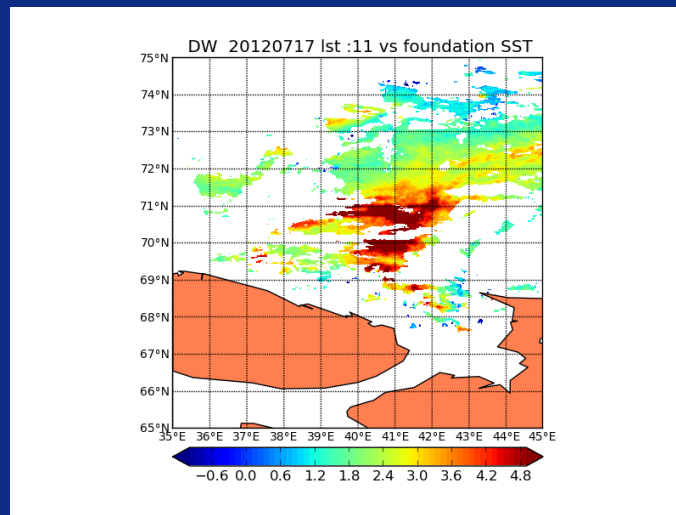 DW 20120717 lst :11 vs foundation SST
75°N
74°N
73°N
72°N
71°N
70°N
69°N
68°N
67°N
66°N
65°N
35°E 36°E 37°E 38°E 39°E 40°E 41°E 42°E 43°E 44°E 45°E
−0.6 0.0 0.6 1.2 1.8 2.4 3.0 3.6 4.2 4.8